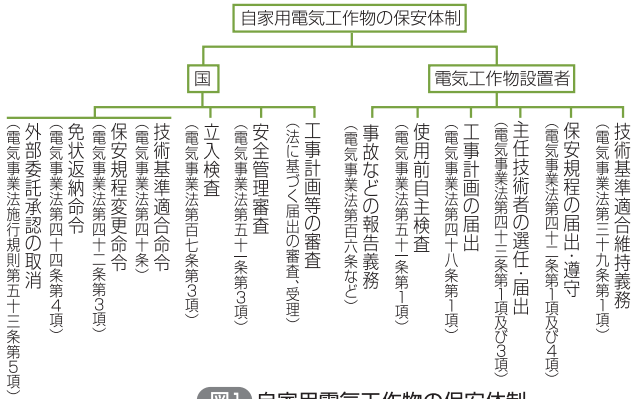 自家用電気工作物の保安体制
国
電気工作物設置者
技術基準適合維持義務
（電気事業法第三十九条第1項）
保安規程の届出・遵守
（電気事業法第四十二条第1項及び4項）
主任技術者の選任・届出
（電気事業法第四十三条第1項及び3項）
工事計画の届出
（電気事業法第四十八条第1項）
使用前自主検査
（電気事業法第五十一条第1項）
事故などの報告義務
（電気事業法第百六条など）
工事計画等の審査
（法に基づく届出の審査、受理）
安全管理審査
（電気事業法第五十一条第3項）
立入検査
（電気事業法第百七条第3項）
技術基準適合命令
（電気事業法第四十条）
保安規程変更命令
（電気事業法第四十二条第3項）
免状返納命令
（電気事業法第四十四条第4項）
外部委託承認の取消
（電気事業法施行規則第五十三条第5項）
図1 自家用電気工作物の保安体制